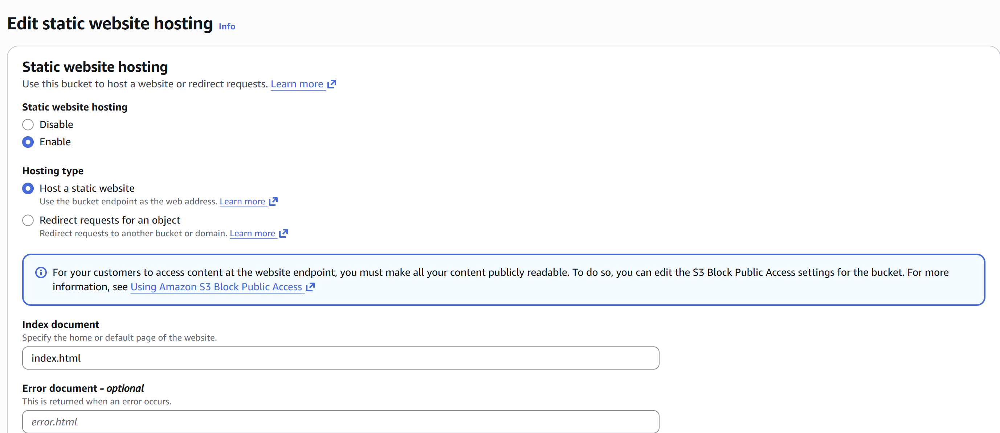 Edit static website hosting Info
Static website hosting
Use this bucket to host a website or redirect requests. Learn more
Static website hosting
Disable
Enable
Hosting type
Host a static website
Use the bucket endpoint as the web address. Learn more
Redirect requests for an object
Redirect requests to another bucket or domain. Learn more
For your customers to access content at the website endpoint, you must make all your content publicly readable. To do so, you can edit the S3 Block Public Access settings for the bucket. For more
information, see Using Amazon S3 Block Public Access
Index document
Specify the home or default page of the website.
index.html
Error document - optional
This is returned when an error occurs.
error.html